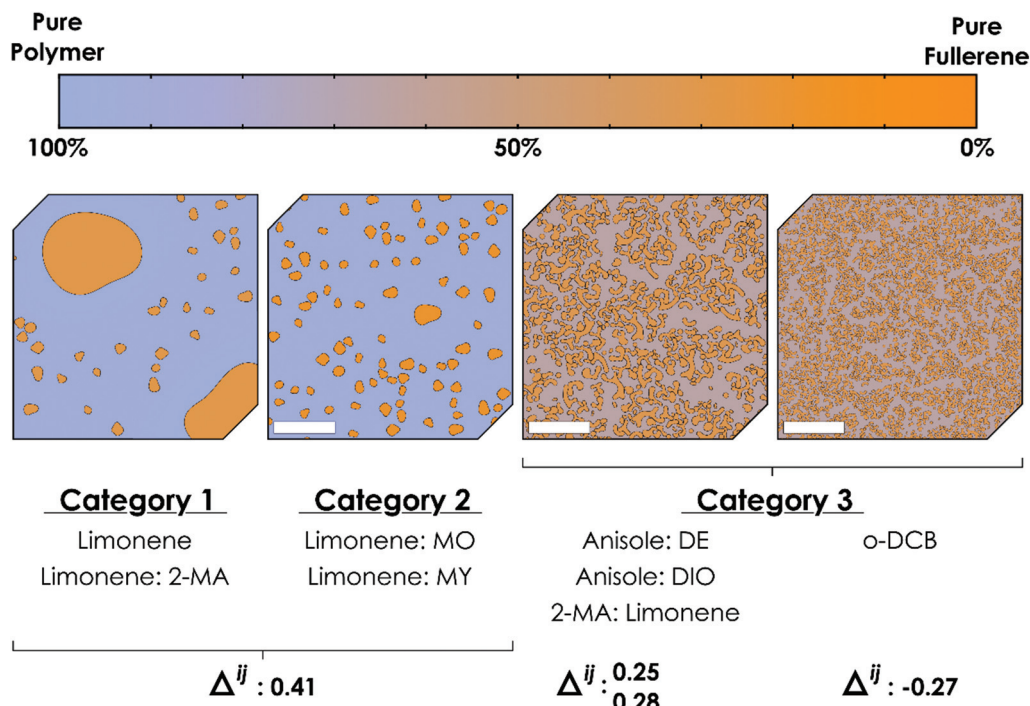 Pure Polymer
Pure Fullerene
100%
50%
0%
Category 1
Limonene
Limonene: 2-MA
Category 2
Limonene: MO
Limonene: MY
Category 3
Anisole: DE
Anisole: DIO
2-MA: Limonene
o-DCB
Δ^ij : 0.41
Δ^ij : 0.25
0.28
Δ^ij : -0.27